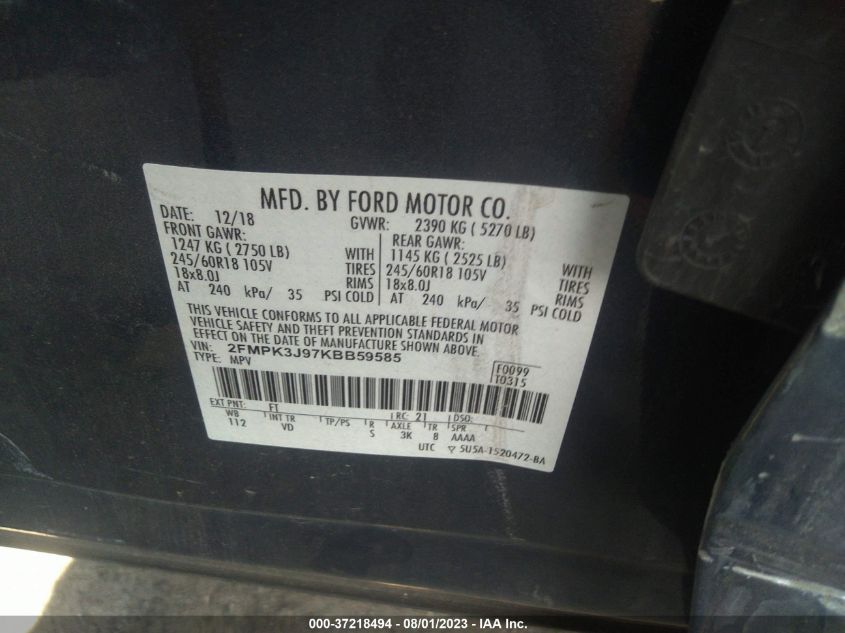 MFD. BY FORD MOTOR CO.
DATE: 12/18 GVWR: 2390 KG ( 5270 LB)
FRONT GAWR: REAR GAWR:
1247 KG ( 2750 LB) WITH 1145 KG ( 2525 LB) WITH
245/60R18 105V TIRES 245/60R18 105V TIRES
18x8.0J RIMS 18x8.0J RIMS
AT 240 kPa/ 35 PSI COLD AT 240 kPa/ 35 PSI COLD
THIS VEHICLE CONFORMS TO ALL APPLICABLE FEDERAL MOTOR
VEHICLE SAFETY AND THEFT PREVENTION STANDARDS IN
EFFECT ON THE DATE OF MANUFACTURE SHOWN ABOVE.
VIN: 2FMPK3J97KBB59585
TYPE: MPV
F0099
T0315
EXT PNT: FT RC: 21 DSO:
WB INT TR TP/PS R AXLE TR SPR
112 VD S 3K 8 AAAA
UTC 5U5A-1520472-BA
000-37218494 - 08/01/2023 - IAA Inc.